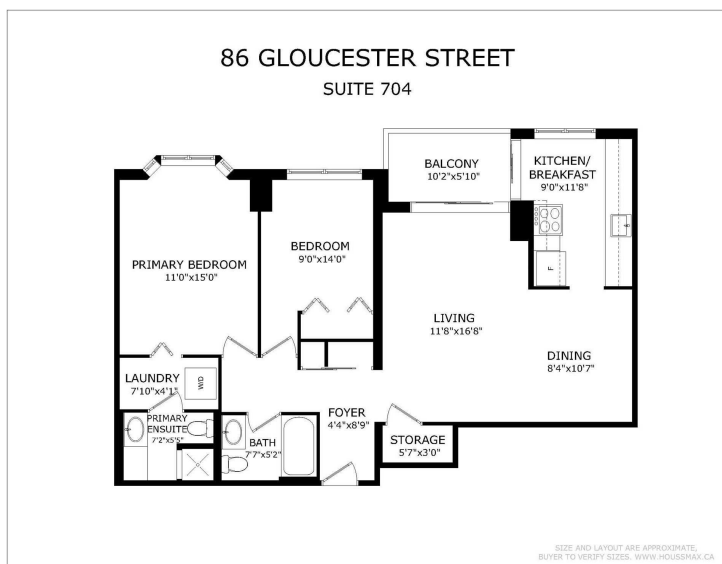 86 GLOUCESTER STREET
SUITE 704
BALCONY
10'2"x5'10"
KITCHEN/
BREAKFAST
9'0"x11'8"
BEDROOM
9'0"x14'0"
PRIMARY BEDROOM
11'0"x15'0"
F
LIVING
11'8"x16'8"
DINING
8'4"x10'7"
LAUNDRY
7'10"x4'1"
W/D
PRIMARY
ENSUITE
7'2"x5'5"
BATH
7'7"x5'2"
FOYER
4'4"x8'9"
STORAGE
5'7"x3'0"
SIZE AND LAYOUT ARE APPROXIMATE,
BUYER TO VERIFY SIZES. WWW.HOUSSMAX.CA